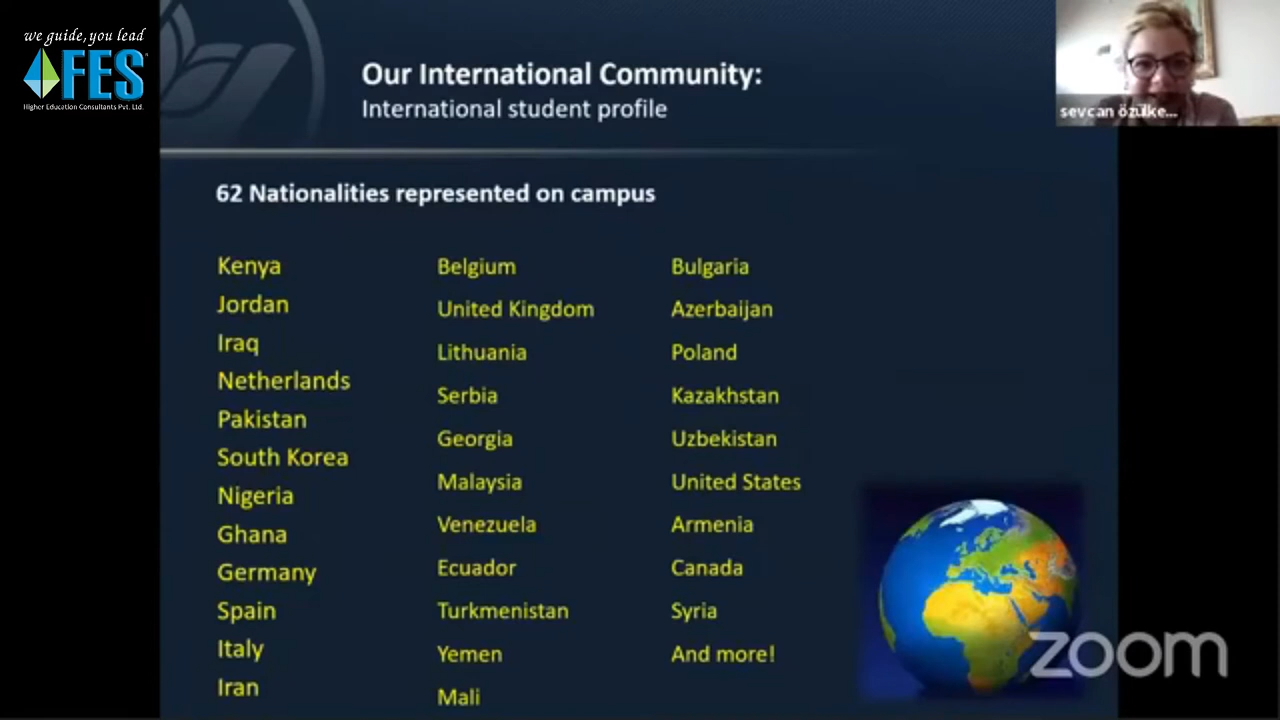 we guide, you lead
FES
Higher Education Consultants Pvt. Ltd.
Our International Community:
International student profile
sevcan özülke...
62 Nationalities represented on campus
Kenya
Jordan
Iraq
Netherlands
Pakistan
South Korea
Nigeria
Ghana
Germany
Spain
Italy
Iran
Belgium
United Kingdom
Lithuania
Serbia
Georgia
Malaysia
Venezuela
Ecuador
Turkmenistan
Yemen
Mali
Bulgaria
Azerbaijan
Poland
Kazakhstan
Uzbekistan
United States
Armenia
Canada
Syria
And more!
zoom